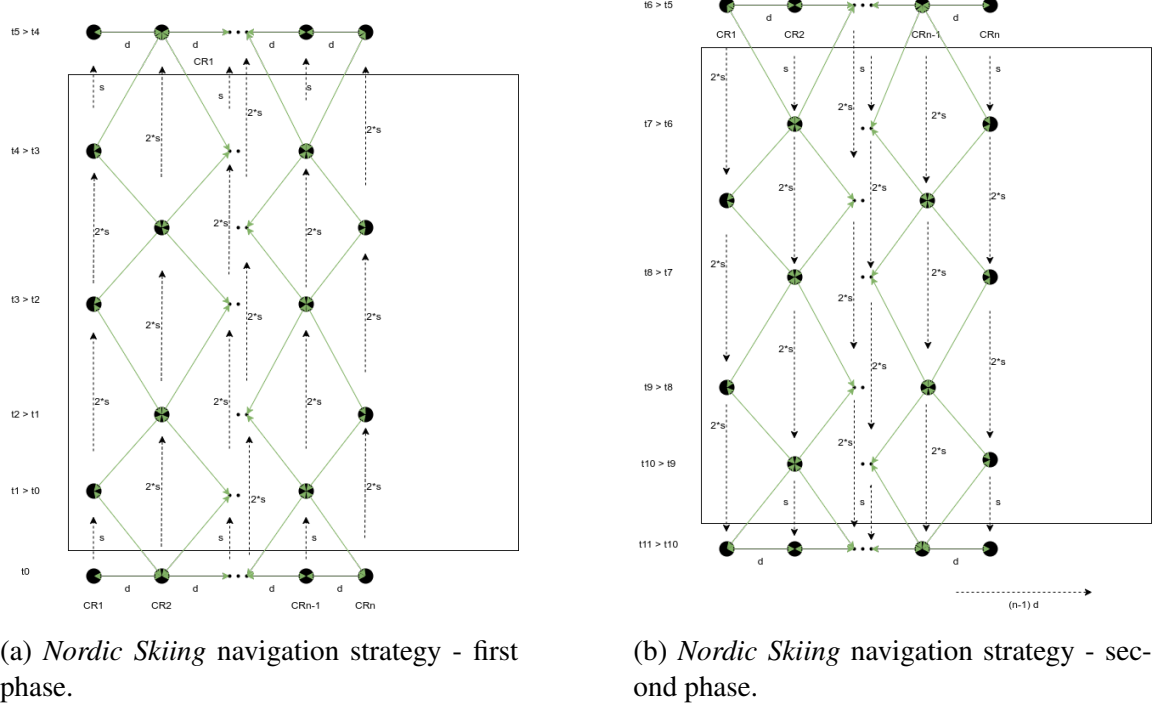 t5 > t4
d
d
d
d
CR1
s
s
s
2*s
2*s
2*s
t4 > t3
2*s
2*s
2*s
t3 > t2
2*s
2*s
2*s
2*s
2*s
2*s
t2 > t1
2*s
2*s
2*s
t1 > t0
s
s
s
t0
d
d
d
d
CR1
CR2
CRn-1
CRn
(a) Nordic Skiing navigation strategy - first
phase.
t6 > t5
d
d
CR1
CR2
CRn-1
CRn
2*s
s
s
s
2*s
2*s
t7 > t6
2*s
2*s
2*s
2*s
t8 > t7
2*s
2*s
2*s
2*s
2*s
t9 > t8
2*s
2*s
2*s
t10 > t9
s
s
s
t11 > t10
d
d
(n-1) d
(b) Nordic Skiing navigation strategy - sec-
ond phase.